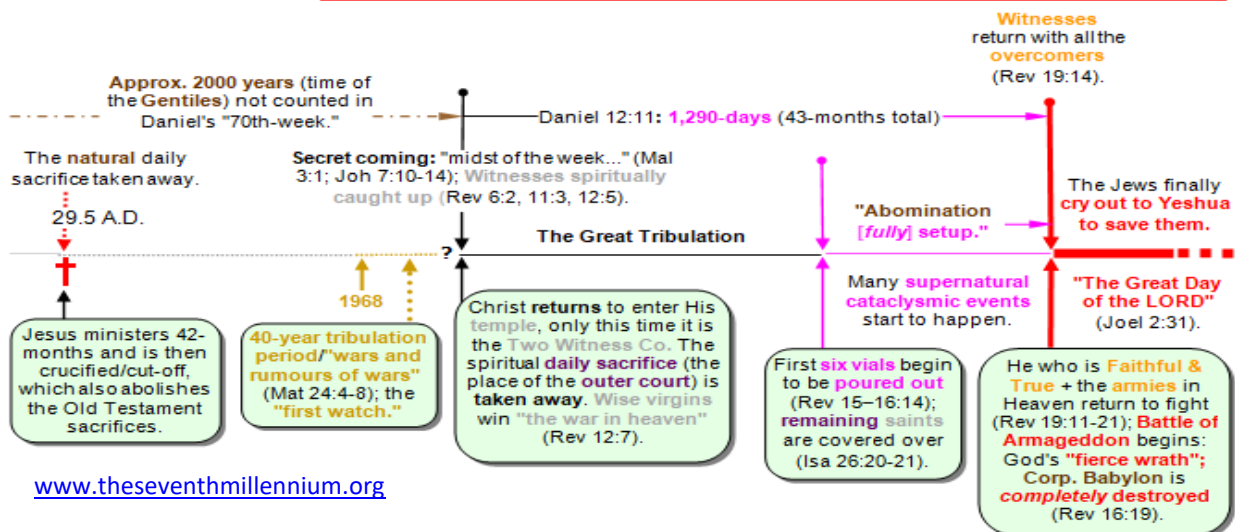 Witnesses
return with all the
overcomers
(Rev 19:14).
Approx. 2000 years (time of
the Gentiles) not counted in
Daniel's "70th-week."
Daniel 12:11: 1,290-days (43-months total)
The natural daily
sacrifice taken away.
29.5 A.D.
Secret coming: "midst of the week..." (Mal
3:1; Joh 7:10-14); Witnesses spiritually
caught up (Rev 6:2, 11:3, 12:5).
"Abomination
[fully] setup."
The Jews finally
cry out to Yeshua
to save them.
?
The Great Tribulation
1968
Many supernatural
cataclysmic events
start to happen.
"The Great Day
of the LORD"
(Joel 2:31).
Jesus ministers 42-
months and is then
crucified/cut-off,
which also abolishes
the Old Testament
sacrifices.
40-year tribulation
period/"wars and
rumours of wars"
(Mat 24:4-8); the
"first watch."
Christ returns to enter His
temple, only this time it is
the Two Witness Co. The
spiritual daily sacrifice (the
place of the outer court) is
taken away. Wise virgins
win "the war in heaven"
(Rev 12:7).
First six vials begin
to be poured out
(Rev 15–16:14);
remaining saints
are covered over
(Isa 26:20-21).
He who is Faithful &
True + the armies in
Heaven return to fight
(Rev 19:11-21); Battle of
Armageddon begins:
God's "fierce wrath";
Corp. Babylon is
completely destroyed
(Rev 16:19).
www.theseventhmillennium.org